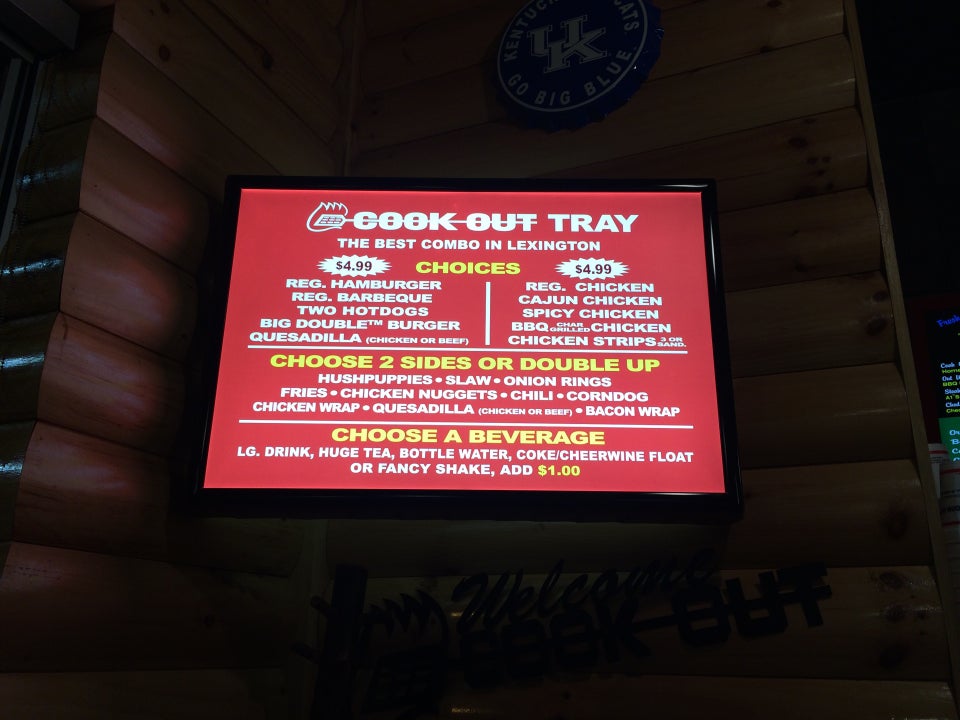 KENTUCKY
UK
GO BIG BLUE
COOK OUT TRAY
THE BEST COMBO IN LEXINGTON
$4.99 CHOICES $4.99
REG. HAMBURGER
REG. BARBEQUE
TWO HOTDOGS
BIG DOUBLE™ BURGER
QUESADILLA (CHICKEN OR BEEF)
REG. CHICKEN
CAJUN CHICKEN
SPICY CHICKEN
BBQ CHAR GRILLED CHICKEN
CHICKEN STRIPS 3 OR SAND.
CHOOSE 2 SIDES OR DOUBLE UP
HUSHPUPPIES • SLAW • ONION RINGS
FRIES • CHICKEN NUGGETS • CHILI • CORNDOG
CHICKEN WRAP • QUESADILLA (CHICKEN OR BEEF) • BACON WRAP
CHOOSE A BEVERAGE
LG. DRINK, HUGE TEA, BOTTLE WATER, COKE/CHEERWINE FLOAT
OR FANCY SHAKE, ADD $1.00
Welcome
COOK OUT